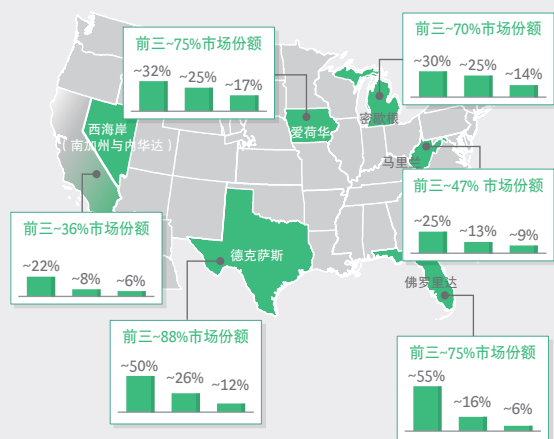 前三~75%市场份额
~32%
~25%
~17%
前三~70%市场份额
~30%
~25%
~14%
西海岸
(南加州与内华达)
爱荷华
密歇根
马里兰
前三~47% 市场份额
~25%
~13%
~9%
前三~36%市场份额
~22%
~8%
~6%
德克萨斯
佛罗里达
前三~88%市场份额
~50%
~26%
~12%
前三~75%市场份额
~55%
~16%
~6%